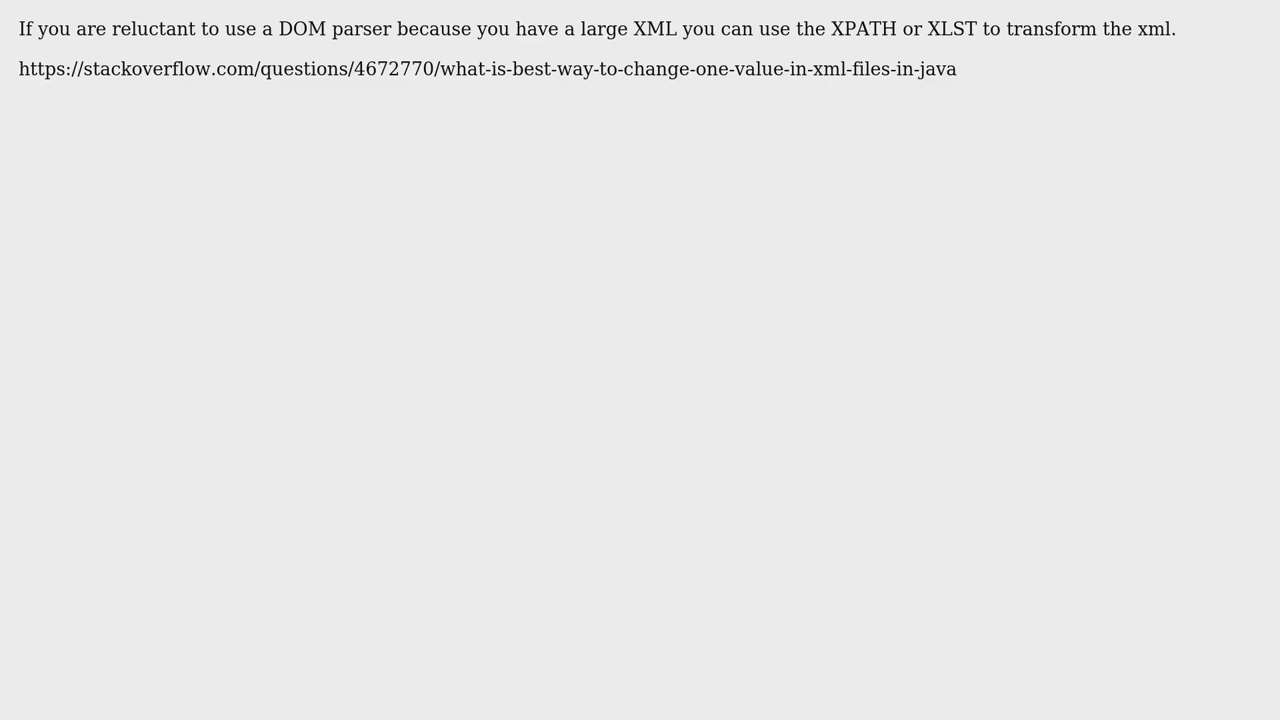 If you are reluctant to use a DOM parser because you have a large XML you can use the XPATH or XLST to transform the xml.
https://stackoverflow.com/questions/4672770/what-is-best-way-to-change-one-value-in-xml-files-in-java